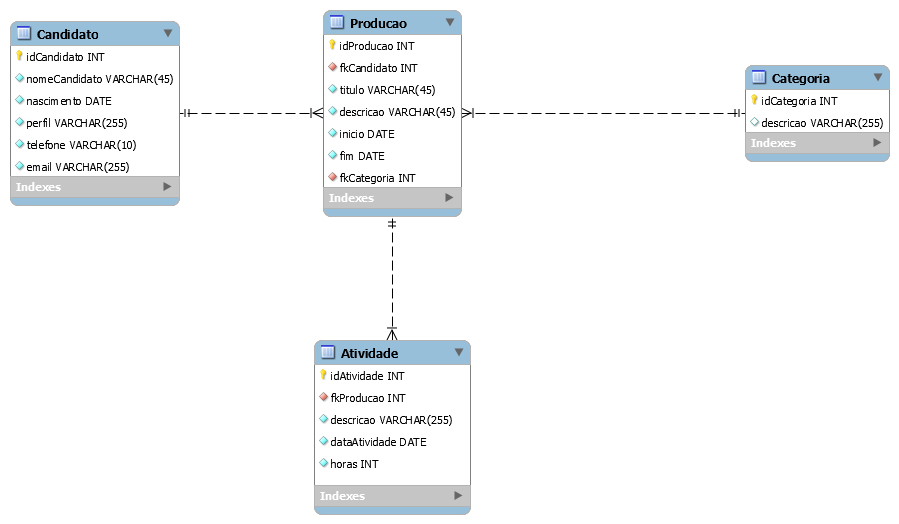 Candidato
idCandidato INT
nomeCandidato VARCHAR(45)
nascimento DATE
perfil VARCHAR(255)
telefone VARCHAR(10)
email VARCHAR(255)
Indexes
Producao
idProducao INT
fkCandidato INT
titulo VARCHAR(45)
descricao VARCHAR(45)
inicio DATE
fim DATE
fkCategoria INT
Indexes
Categoria
idCategoria INT
descricao VARCHAR(255)
Indexes
Atividade
idAtividade INT
fkProducao INT
descricao VARCHAR(255)
dataAtividade DATE
horas INT
Indexes